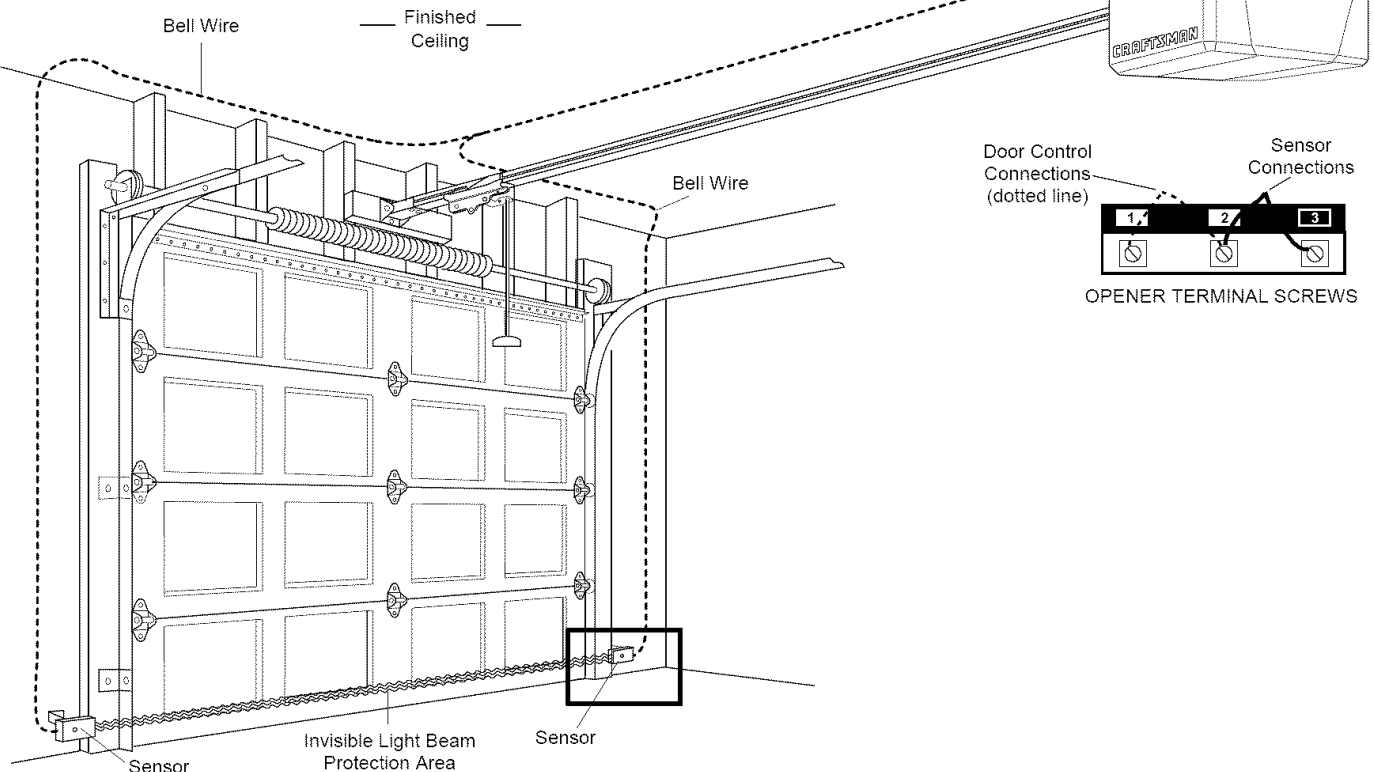 Bell Wire
Finished
Ceiling
CRAFTSMAN
Door Control
Connections
(dotted line)
Sensor
Connections
1 2 3
OPENER TERMINAL SCREWS
Bell Wire
Sensor
Invisible Light Beam
Protection Area
Sensor